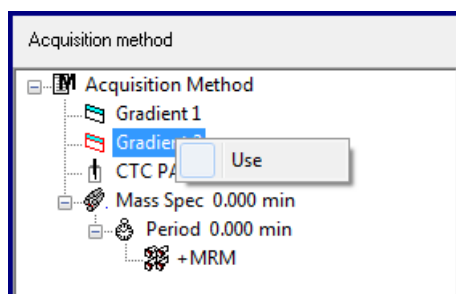 Acquisition method
Acquisition Method
Gradient 1
Gradient
Use
CTC PA
Mass Spec 0.000 min
Period 0.000 min
+MRM